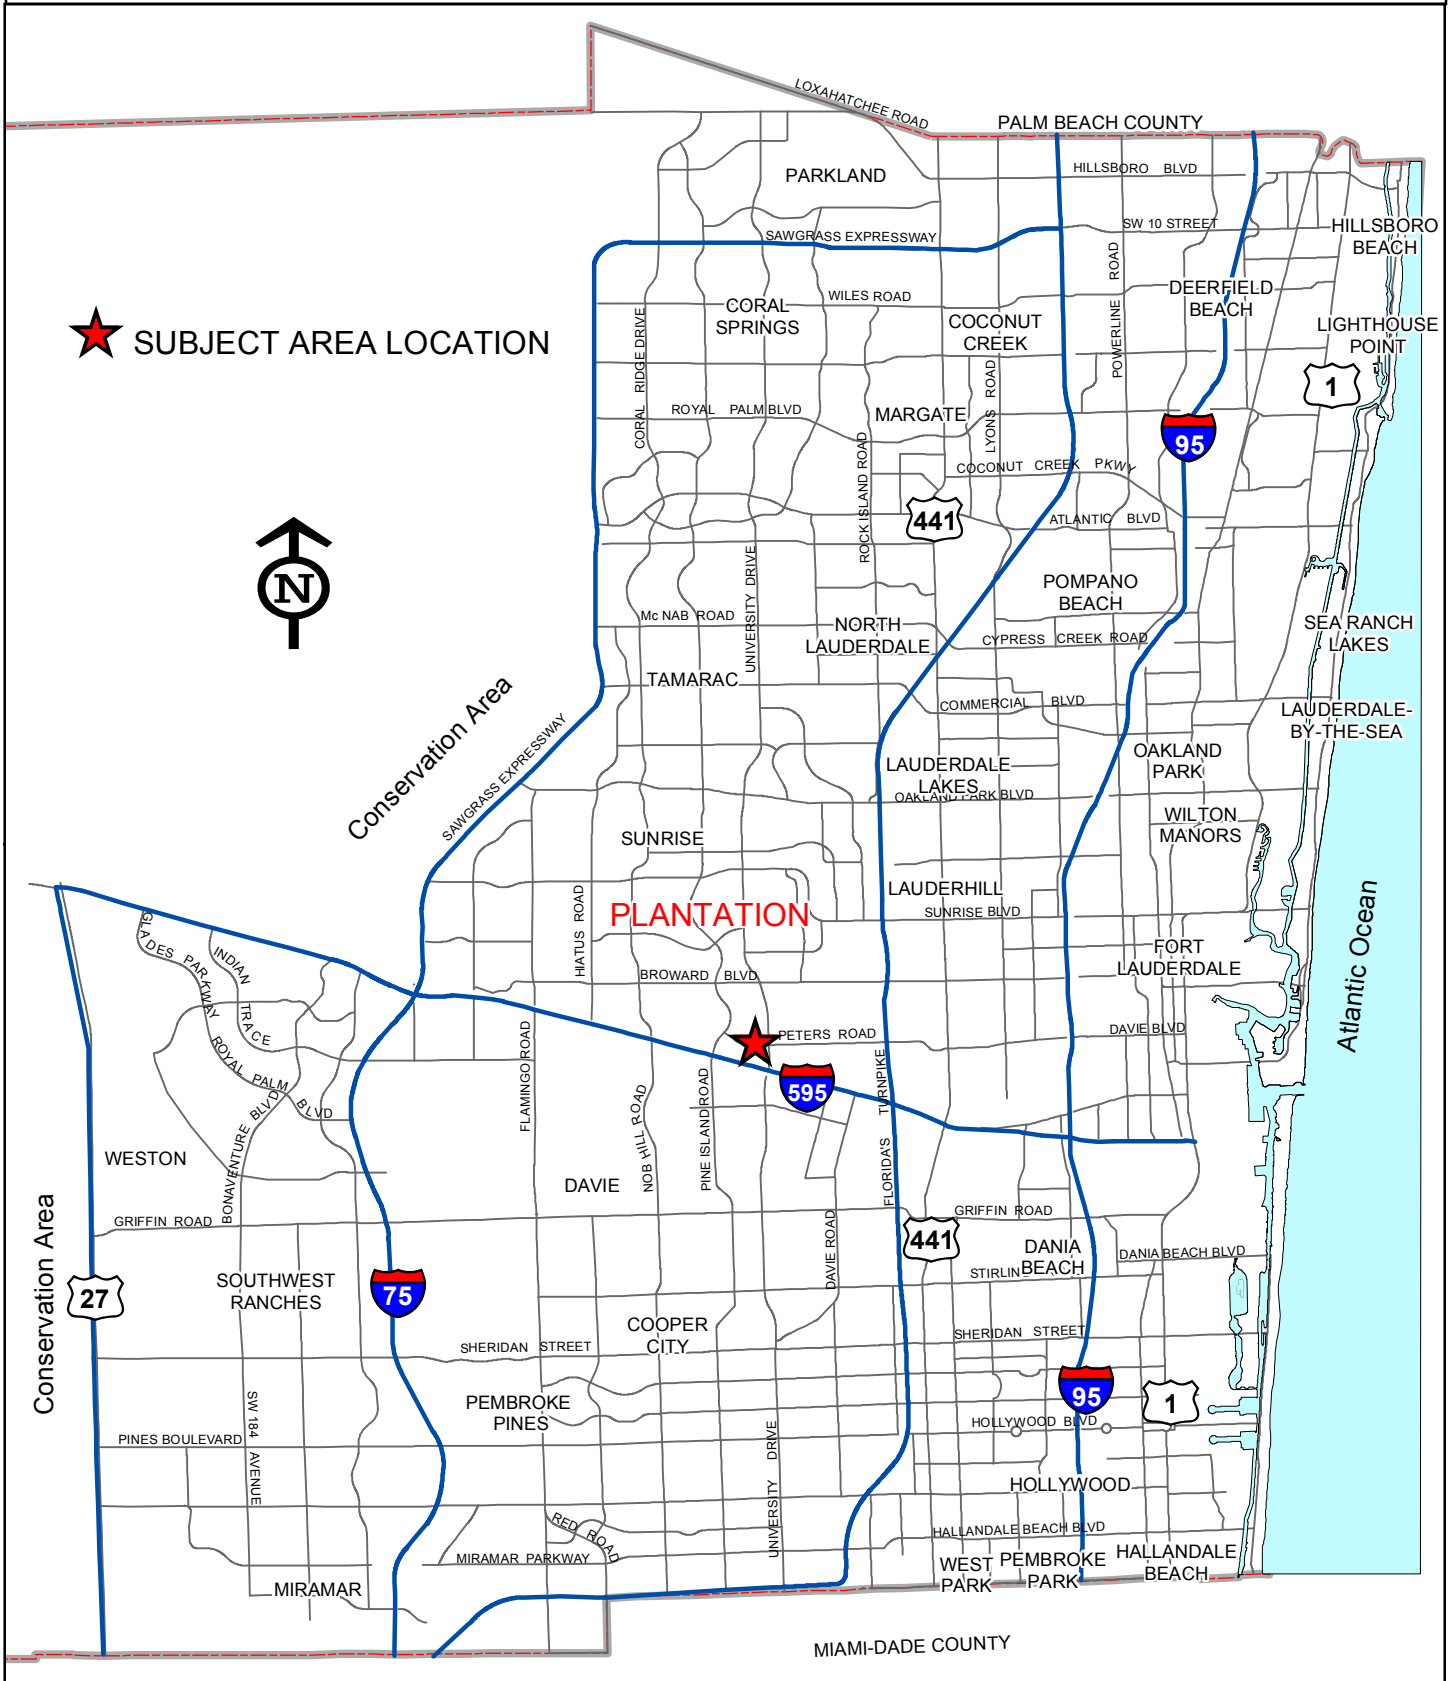 LOXAHATCHEE ROAD
PALM BEACH COUNTY
PARKLAND
HILLSBORO BLVD
SW 10 STREET
HILLSBORO
BEACH
SAWGRASS EXPRESSWAY
POWERLINE ROAD
DEERFIELD
BEACH
WILES ROAD
CORAL
SPRINGS
COCONUT
CREEK
LIGHTHOUSE
POINT
SUBJECT AREA LOCATION
CORAL RIDGE DRIVE
1
ROYAL PALM BLVD
MARGATE
LYONS ROAD
95
ROCK ISLAND ROAD
COCONUT CREEK PKWY
441
ATLANTIC BLVD
N
UNIVERSITY DRIVE
POMPANO
BEACH
Mc NAB ROAD
NORTH
LAUDERDALE
CYPRESS CREEK ROAD
SEA RANCH
LAKES
TAMARAC
Conservation Area
SAWGRASS EXPRESSWAY
COMMERCIAL BLVD
LAUDERDALE-
BY-THE-SEA
OAKLAND
PARK
LAUDERDALE
LAKES
OAKLAND PARK BLVD
WILTON
MANORS
SUNRISE
LAUDERHILL
HIATUS ROAD
PLANTATION
SUNRISE BLVD
Atlantic Ocean
GLADES PARKWAY
INDIAN TRACE
FORT
LAUDERDALE
BROWARD BLVD
PETERS ROAD
DAVIE BLVD
FLAMINGO ROAD
ROYAL PALM BLVD
595
FLORIDA'S TURNPIKE
NOB HILL ROAD
PINE ISLAND ROAD
BONAVENTURE BLVD
WESTON
DAVIE
Conservation Area
GRIFFIN ROAD
GRIFFIN ROAD
DAVIE ROAD
441
DANIA
BEACH
DANIA BEACH BLVD
STIRLIN
27
SOUTHWEST
RANCHES
75
COOPER
CITY
SHERIDAN STREET
SHERIDAN STREET
95
1
PEMBROKE
PINES
SW 184 AVENUE
HOLLYWOOD BLVD
PINES BOULEVARD
UNIVERSITY DRIVE
HOLLYWOOD
RED ROAD
HALLANDALE BEACH BLVD
MIRAMAR PARKWAY
WEST
PARK
PEMBROKE
PARK
HALLANDALE
BEACH
MIRAMAR
MIAMI-DADE COUNTY